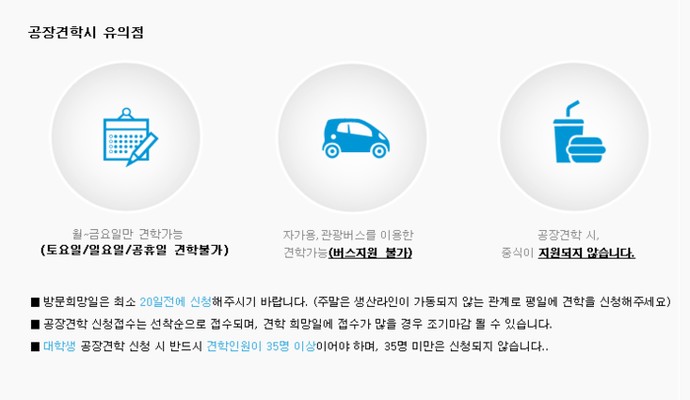 공장견학시 유의점
월~금요일만 견학가능
(토요일/일요일/공휴일 견학불가)
자가용,관광버스를 이용한
견학가능(버스지원 불가)
공장견학 시,
중식이 지원되지 않습니다.
■ 방문희망일은 최소 20일전에 신청해주시기 바랍니다. (주말은 생산라인이 가동되지 않는 관계로 평일에 견학을 신청해주세요)
■ 공장견학 신청접수는 선착순으로 접수되며, 견학 희망일에 접수가 많을 경우 조기마감 될 수 있습니다.
■ 대학생 공장견학 신청 시 반드시 견학인원이 35명 이상이어야 하며, 35명 미만은 신청되지 않습니다..